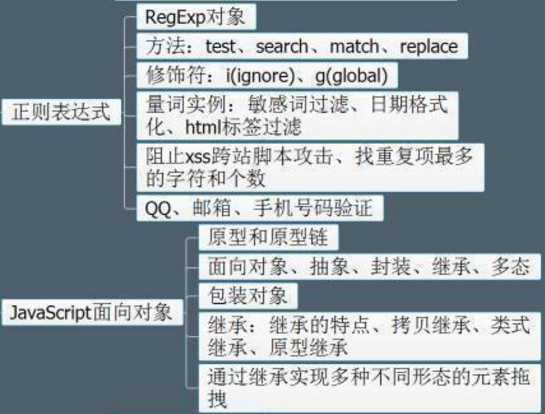 RegExp对象
方法：test、search、match、replace
修饰符：i(ignore)、g(global)
正则表达式
量词实例：敏感词过滤、日期格式
化、html标签过滤
阻止xss跨站脚本攻击、找重复项最多
的字符和个数
QQ、邮箱、手机号码验证
原型和原型链
面向对象、抽象、封装、继承、多态
包装对象
JavaScript面向对象
继承：继承的特点、拷贝继承、类式
继承、原型继承
通过继承实现多种不同形态的元素拖
拽